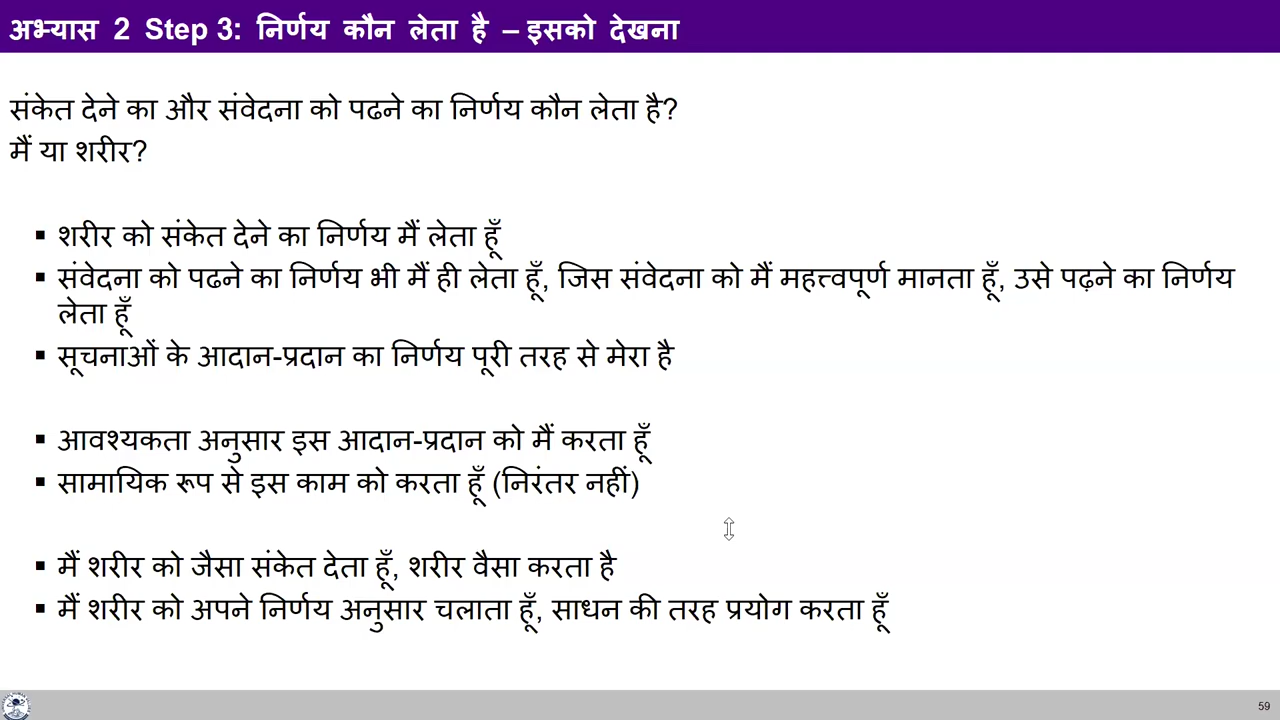 अभ्यास 2 Step 3: निर्णय कौन लेता है – इसको देखना
संकेत देने का और संवेदना को पढने का निर्णय कौन लेता है?
मैं या शरीर?
▪ शरीर को संकेत देने का निर्णय मैं लेता हूँ
▪ संवेदना को पढने का निर्णय भी मैं ही लेता हूँ, जिस संवेदना को मैं महत्त्वपूर्ण मानता हूँ, उसे पढ़ने का निर्णय
लेता हूँ
▪ सूचनाओं के आदान-प्रदान का निर्णय पूरी तरह से मेरा है
▪ आवश्यकता अनुसार इस आदान-प्रदान को मैं करता हूँ
▪ सामायिक रूप से इस काम को करता हूँ (निरंतर नहीं)
▪ मैं शरीर को जैसा संकेत देता हूँ, शरीर वैसा करता है
▪ मैं शरीर को अपने निर्णय अनुसार चलाता हूँ, साधन की तरह प्रयोग करता हूँ
59